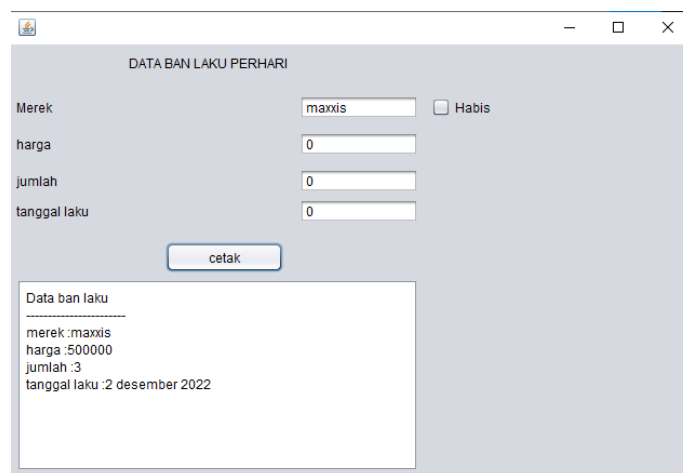 DATA BAN LAKU PERHARI
Merek maxxis Habis
harga 0
jumlah 0
tanggal laku 0
cetak
Data ban laku
-----------------------
merek :maxxis
harga :500000
jumlah :3
tanggal laku :2 desember 2022